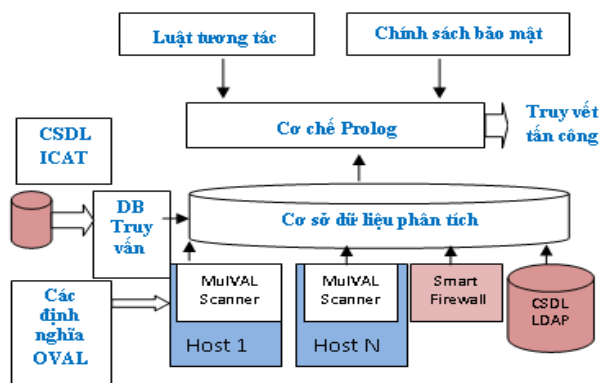 Luật tương tác
Chính sách bảo mật
Cơ chế Prolog
Truy vết
tấn công
CSDL
ICAT
DB
Truy
vấn
Cơ sở dữ liệu phân tích
Các
định
nghĩa
OVAL
MulVAL
Scanner
Host 1
MulVAL
Scanner
Host N
Smart
Firewall
CSDL
LDAP